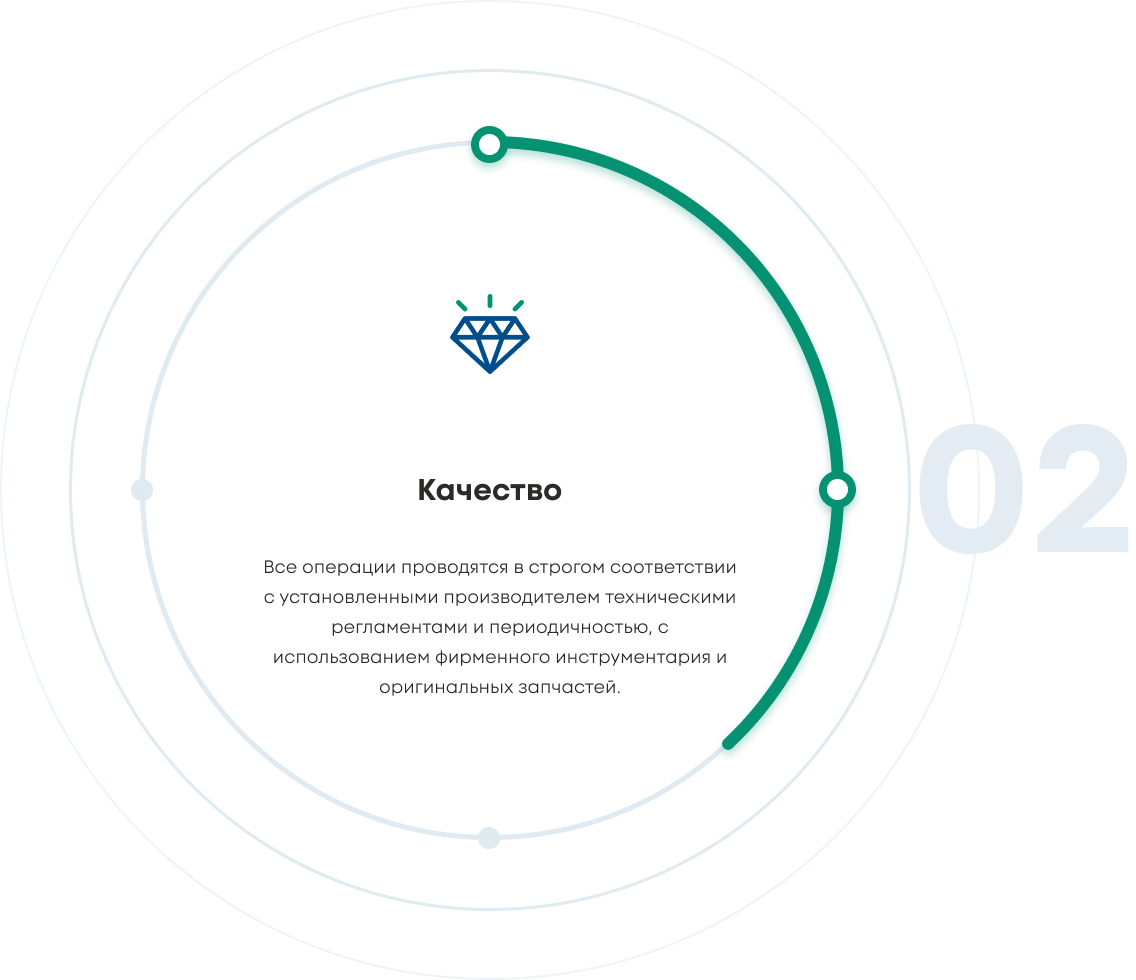 02
Качество
Все операции проводятся в строгом соответствии
с установленными производителем техническими
регламентами и периодичностью, с
использованием фирменного инструментария и
оригинальных запчастей.